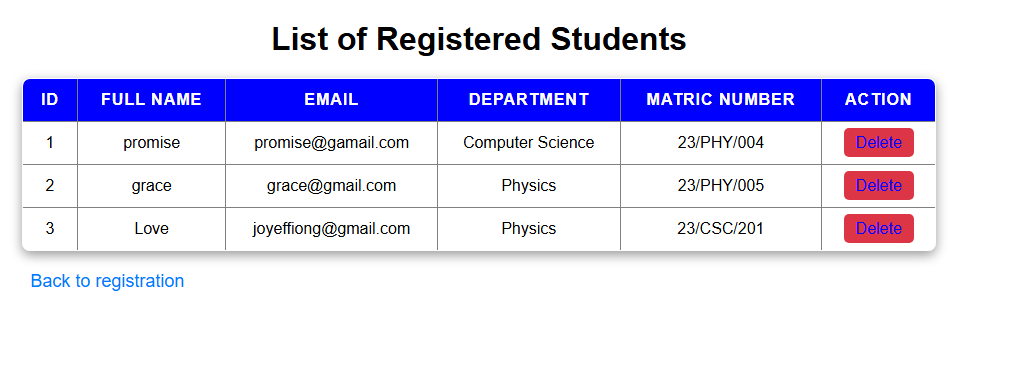 List of Registered Students
ID FULL NAME EMAIL DEPARTMENT MATRIC NUMBER ACTION
1 promise promise@gamail.com Computer Science 23/PHY/004 Delete
2 grace grace@gmail.com Physics 23/PHY/005 Delete
3 Love joyeffiong@gmail.com Physics 23/CSC/201 Delete
Back to registration